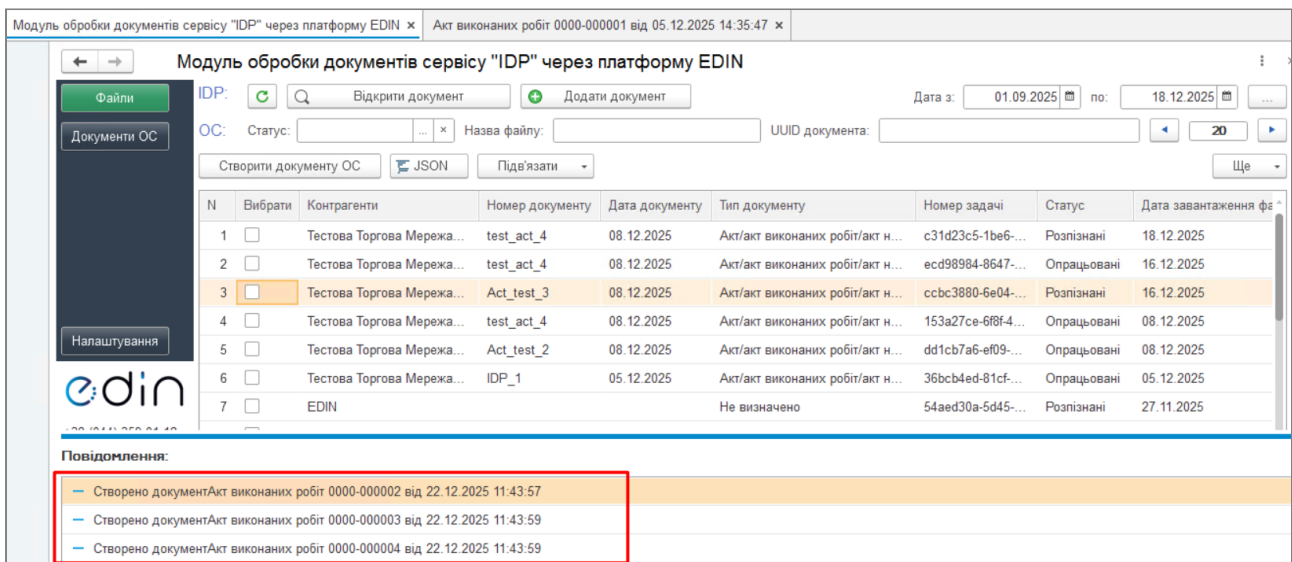 Модуль обробки документів сервісу "IDP" через платформу EDIN × Акт виконаних робіт 0000-000001 від 05.12.2025 14:35:47 ×
Модуль обробки документів сервісу "IDP" через платформу EDIN
Файли IDP: Відкрити документ Додати документ Дата з: 01.09.2025 по: 18.12.2025 ...
Документи ОС ОС: Статус: ... × Назва файлу: UUID документа: 20
Створити документу ОС JSON Підв'язати Ще
N Вибрати Контрагенти Номер документу Дата документу Тип документу Номер задачі Статус Дата завантаження фа
1 Тестова Торгова Мережа... test_act_4 08.12.2025 Акт/акт виконаних робіт/акт н... c31d23c5-1be6-... Розпізнані 18.12.2025
2 Тестова Торгова Мережа... test_act_4 08.12.2025 Акт/акт виконаних робіт/акт н... ecd98984-8647-... Опрацьовані 16.12.2025
3 Тестова Торгова Мережа... Act_test_3 08.12.2025 Акт/акт виконаних робіт/акт н... ccbc3880-6e04-... Розпізнані 16.12.2025
4 Тестова Торгова Мережа... test_act_4 08.12.2025 Акт/акт виконаних робіт/акт н... 153a27ce-6f8f-4... Опрацьовані 08.12.2025
Налаштування
5 Тестова Торгова Мережа... Act_test_2 08.12.2025 Акт/акт виконаних робіт/акт н... dd1cb7a6-ef09-... Опрацьовані 08.12.2025
6 Тестова Торгова Мережа... IDP_1 05.12.2025 Акт/акт виконаних робіт/акт н... 36bcb4ed-81cf-... Опрацьовані 05.12.2025
edin
7 EDIN Не визначено 54aed30a-5d45-... Розпізнані 27.11.2025
Повідомлення:
Створено документАкт виконаних робіт 0000-000002 від 22.12.2025 11:43:57
Створено документАкт виконаних робіт 0000-000003 від 22.12.2025 11:43:59
Створено документАкт виконаних робіт 0000-000004 від 22.12.2025 11:43:59